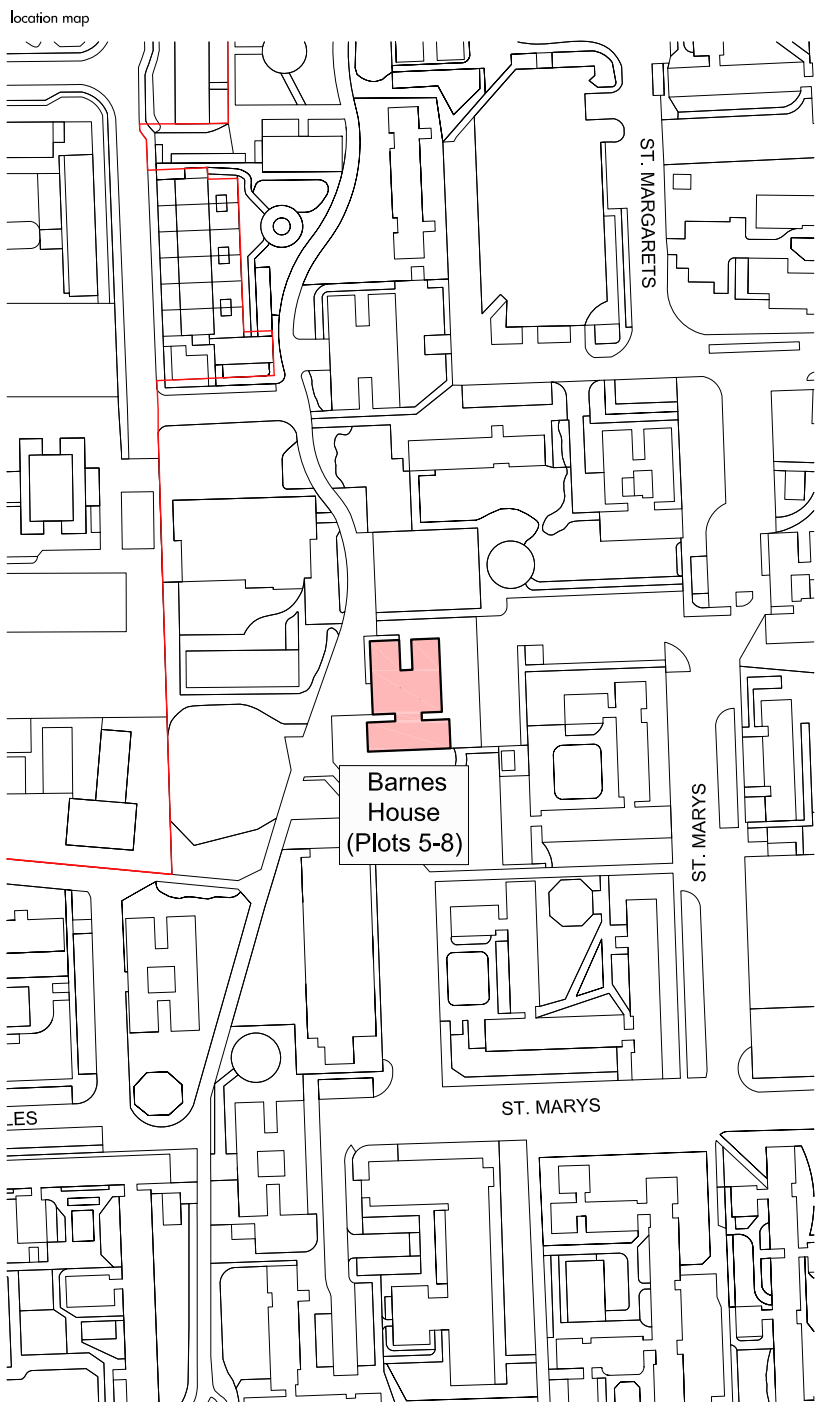 location map
ST. MARGARETS
Barnes
House
(Plots 5-8)
ST. MARYS
ST. MARYS
LES